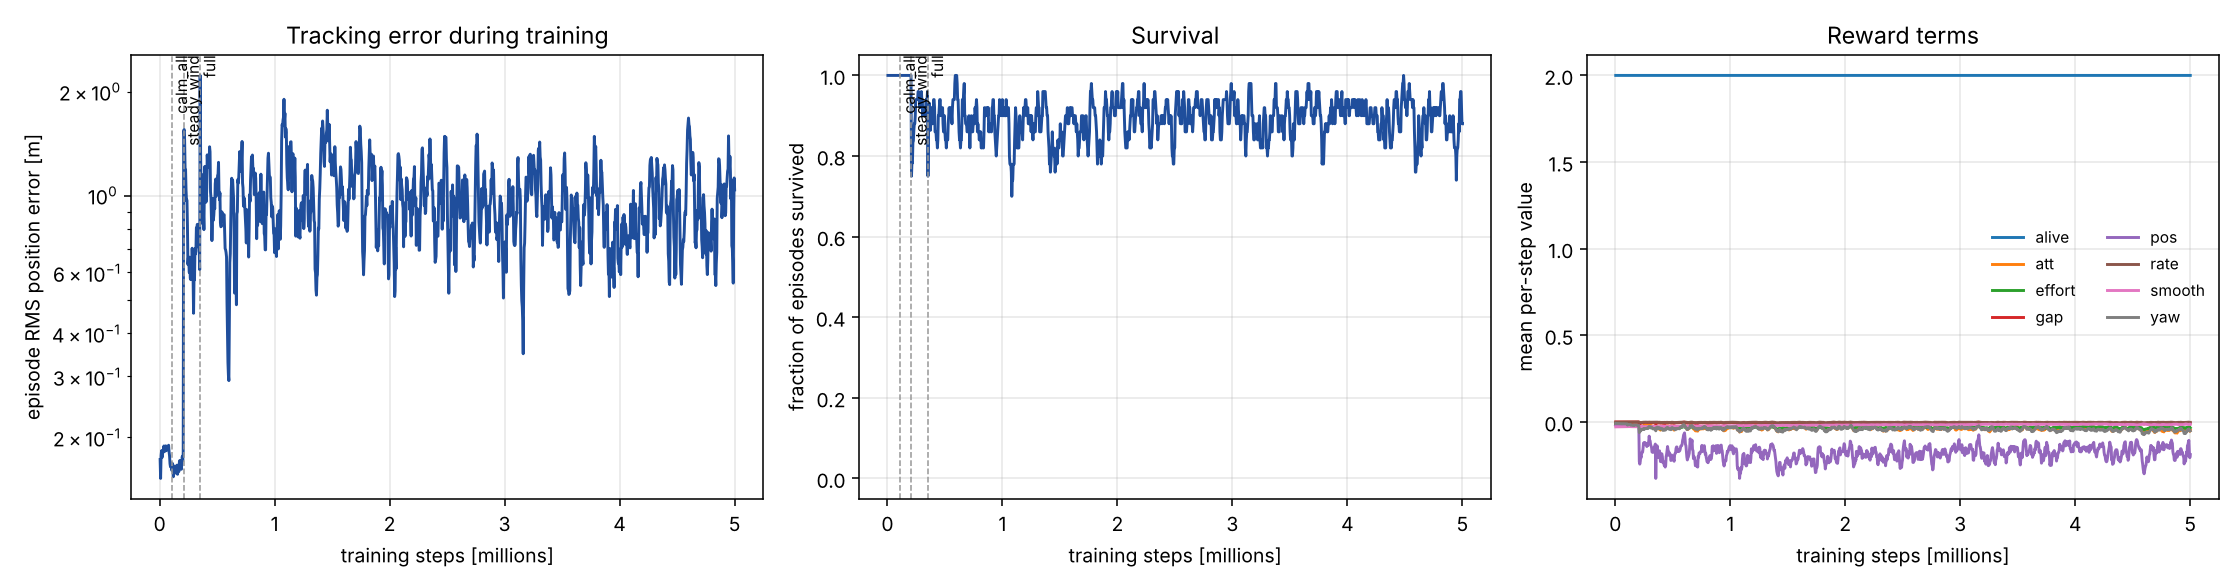 Tracking error during training
episode RMS position error [m]
2 × 10⁰
10⁰
6 × 10⁻¹
4 × 10⁻¹
3 × 10⁻¹
2 × 10⁻¹
calm_all
steady_wind
full
0 1 2 3 4 5
training steps [millions]
Survival
fraction of episodes survived
1.0
0.8
0.6
0.4
0.2
0.0
calm_all
steady_wind
full
0 1 2 3 4 5
training steps [millions]
Reward terms
mean per-step value
2.0
1.5
1.0
0.5
0.0
alive
att
effort
gap
pos
rate
smooth
yaw
0 1 2 3 4 5
training steps [millions]